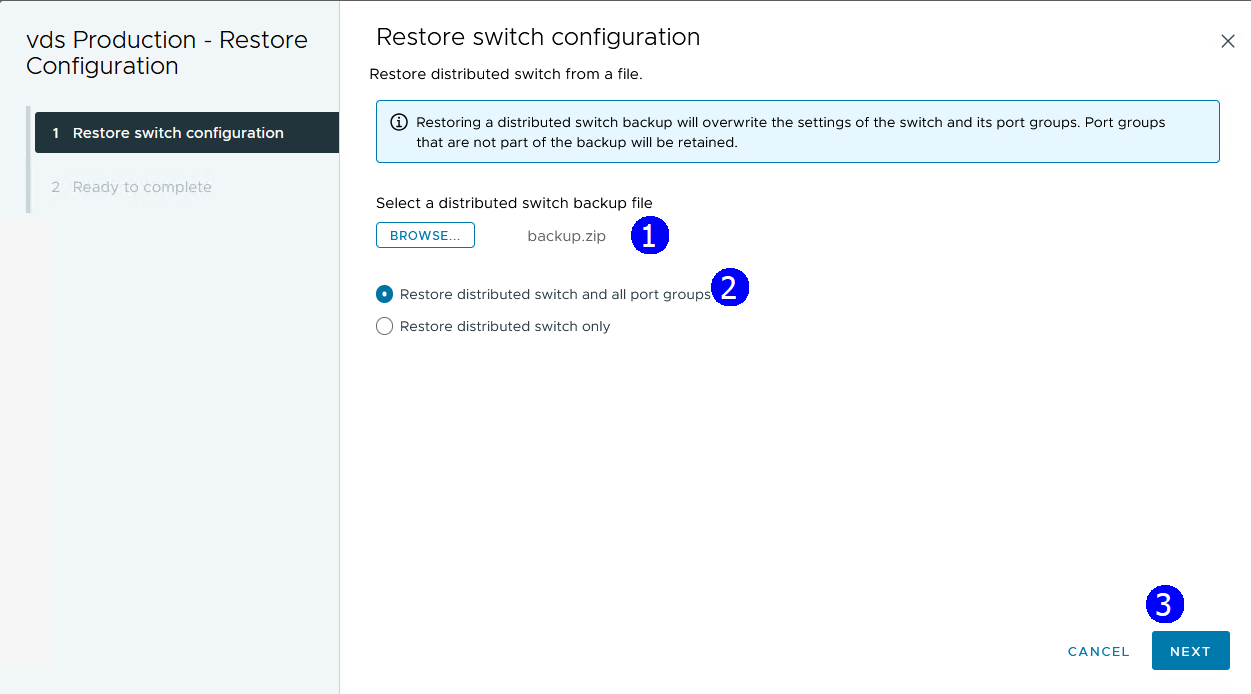 vds Production - Restore
Configuration
1 Restore switch configuration
2 Ready to complete
Restore switch configuration
Restore distributed switch from a file.
Restoring a distributed switch backup will overwrite the settings of the switch and its port groups. Port groups
that are not part of the backup will be retained.
Select a distributed switch backup file
BROWSE... backup.zip 1
Restore distributed switch and all port groups 2
Restore distributed switch only
3
CANCEL NEXT